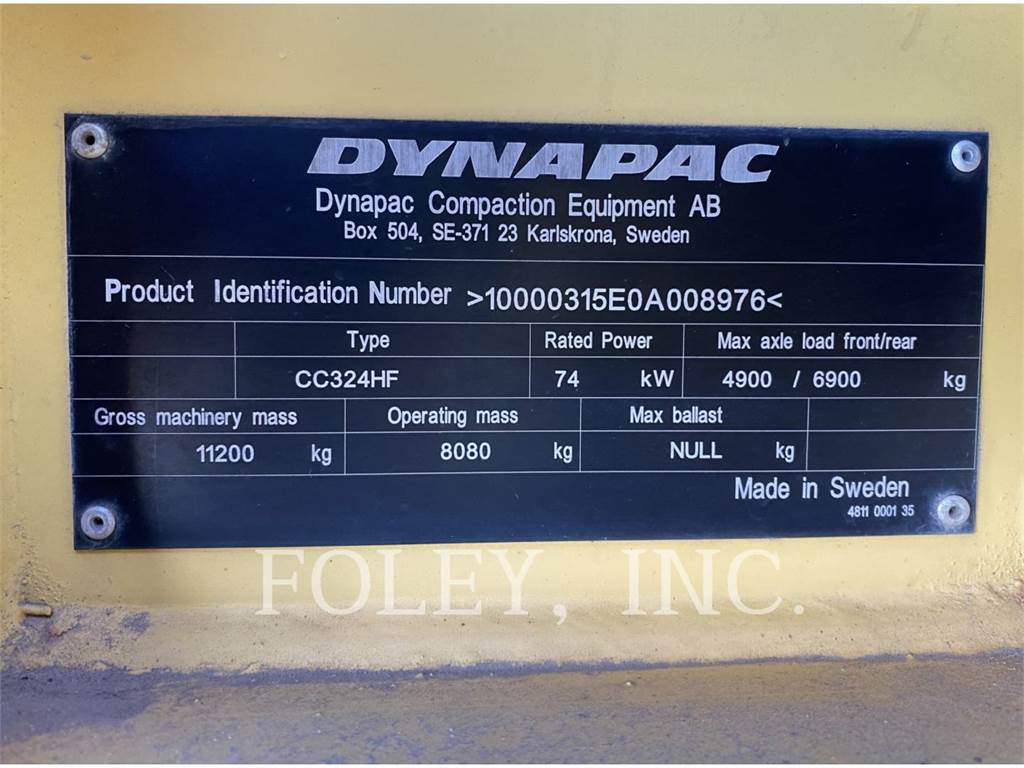 DYNAPAC
Dynapac Compaction Equipment AB
Box 504, SE-371 23 Karlskrona, Sweden
Product Identification Number >10000315E0A008976<
Type Rated Power Max axle load front/rear
CC324HF 74 kW 4900 / 6900 kg
Gross machinery mass Operating mass Max ballast
11200 kg 8080 kg NULL kg
Made in Sweden
4811 0001 35
FOLEY, INC.